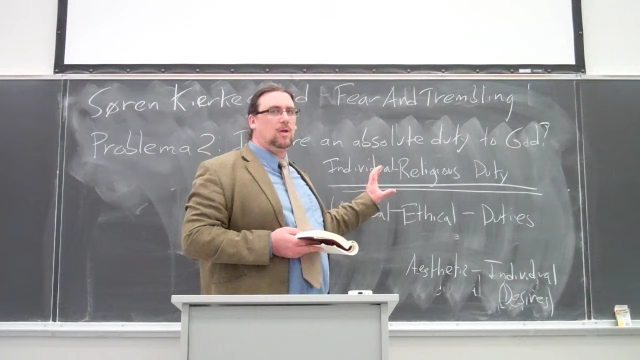 Søren Kierke d Fear And Trembling
Problema 2: I re an absolute duty to God?
Individual-Religious Duty
al-Ethical-Duties
Aesthetic-Individual
Desires